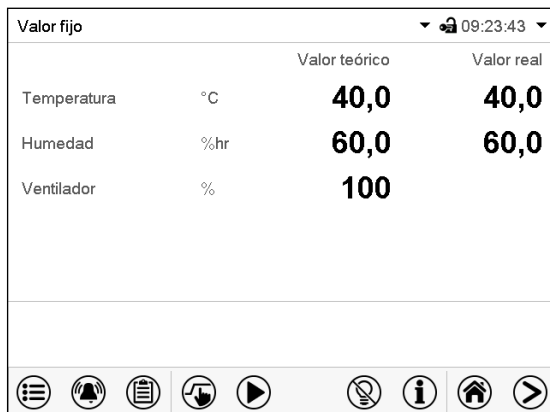 Valor fijo 09:23:43
Valor teórico Valor real
Temperatura °C 40,0 40,0
Humedad %hr 60,0 60,0
Ventilador % 100